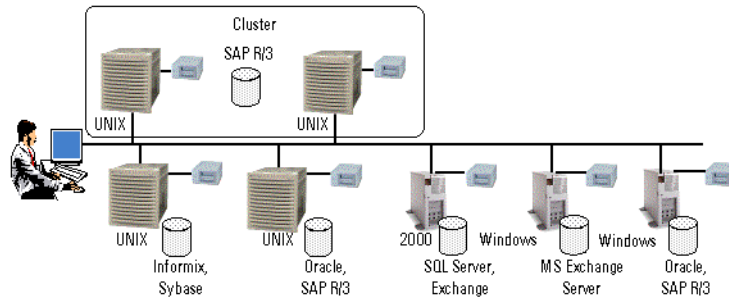 Cluster
SAP R/3
UNIX
UNIX
UNIX
UNIX
2000
Windows
Windows
Informix,
Sybase
Oracle,
SAP R/3
SQL Server,
Exchange
MS Exchange
Server
Oracle,
SAP R/3